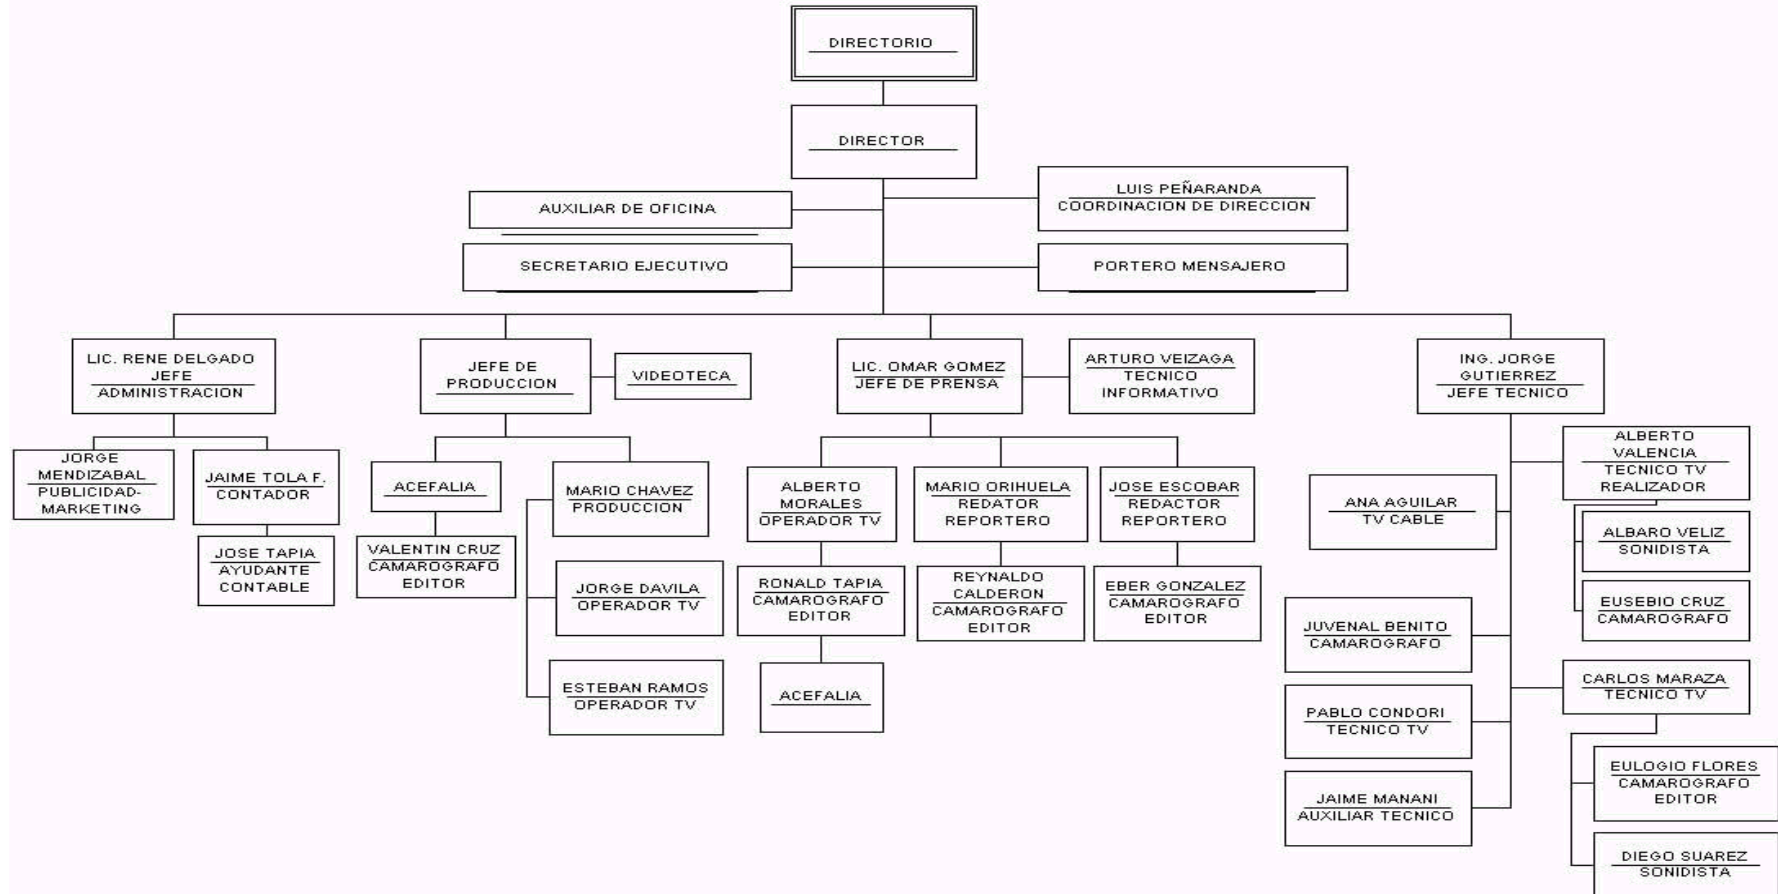 DIRECTORIO
DIRECTOR
AUXILIAR DE OFICINA
LUIS PEÑARANDA
COORDINACION DE DIRECCION
SECRETARIO EJECUTIVO
PORTERO MENSAJERO
LIC. RENE DELGADO
JEFE
ADMINISTRACION
JEFE DE
PRODUCCION
VIDEOTECA
LIC. OMAR GOMEZ
JEFE DE PRENSA
ARTURO VEIZAGA
TECNICO
INFORMATIVO
ING. JORGE
GUTIERREZ
JEFE TECNICO
JORGE
MENDIZABAL
PUBLICIDAD-
MARKETING
JAIME TOLA F.
CONTADOR
JOSE TAPIA
AYUDANTE
CONTABLE
ACEFALIA
VALENTIN CRUZ
CAMAROGRAFO
EDITOR
MARIO CHAVEZ
PRODUCCION
JORGE DAVILA
OPERADOR TV
ESTEBAN RAMOS
OPERADOR TV
ALBERTO
MORALES
OPERADOR TV
RONALD TAPIA
CAMAROGRAFO
EDITOR
ACEFALIA
MARIO ORIHUELA
REDATOR
REPORTERO
REYNALDO
CALDERON
CAMAROGRAFO
EDITOR
JOSE ESCOBAR
REDACTOR
REPORTERO
EBER GONZALEZ
CAMAROGRAFO
EDITOR
ANA AGUILAR
TV CABLE
JUVENAL BENITO
CAMAROGRAFO
PABLO CONDORI
TECNICO TV
JAIME MANANI
AUXILIAR TECNICO
ALBERTO
VALENCIA
TECNICO TV
REALIZADOR
ALBARO VELIZ
SONIDISTA
EUSEBIO CRUZ
CAMAROGRAFO
CARLOS MARAZA
TECNICO TV
EULOGIO FLORES
CAMAROGRAFO
EDITOR
DIEGO SUAREZ
SONIDISTA